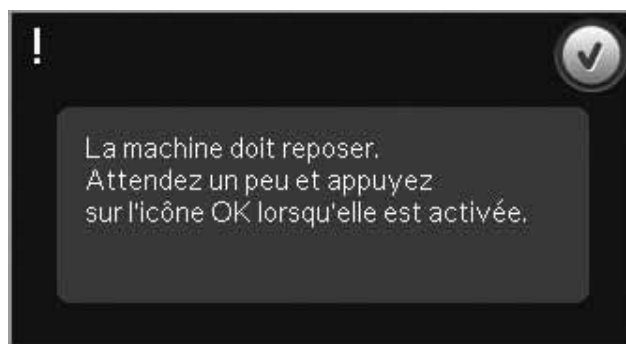 !
La machine doit reposer.
Attendez un peu et appuyez
sur l'icône OK lorsqu'elle est activée.